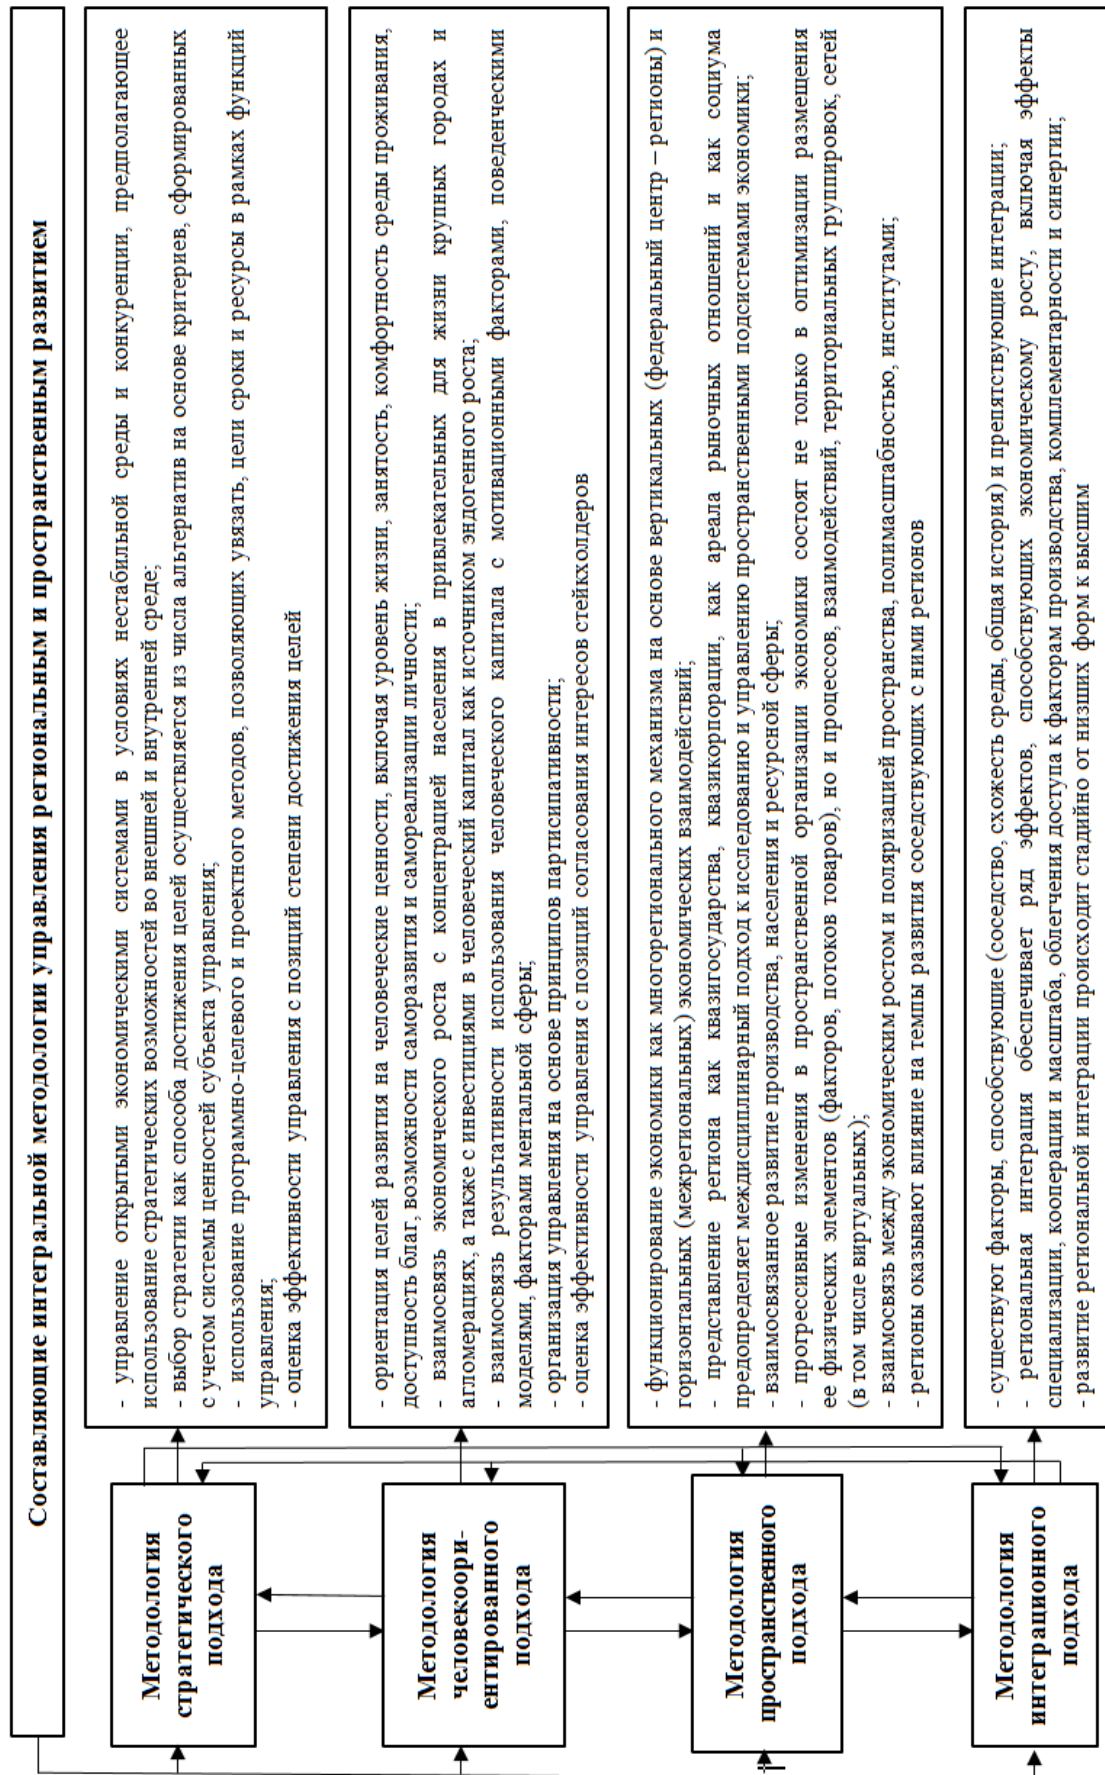 Составляющие интегральной методологии управления региональным и пространственным развитием
Методология
стратегического
подхода
- управление открытыми экономическими системами в условиях нестабильной среды и конкуренции, предполагающее
использование стратегических возможностей во внешней и внутренней среде;
- выбор стратегии как способа достижения целей осуществляется из числа альтернатив на основе критериев, сформированных
с учетом системы ценностей субъекта управления;
- использование программно-целевого и проектного методов, позволяющих увязать, цели сроки и ресурсы в рамках функций
управления;
- оценка эффективности управления с позиций степени достижения целей
Методология
человекоори-
ентированного
подхода
- ориентация целей развития на человеческие ценности, включая уровень жизни, занятость, комфортность среды проживания,
доступность благ, возможности саморазвития и самореализации личности;
- взаимосвязь экономического роста с концентрацией населения в привлекательных для жизни крупных городах и
агломерациях, а также с инвестициями в человеческий капитал как источником эндогенного роста;
- взаимосвязь результативности использования человеческого капитала с мотивационными факторами, поведенческими
моделями, факторами ментальной сферы;
- организация управления на основе принципов партисипативности;
- оценка эффективности управления с позиций согласования интересов стейкхолдеров
Методология
пространственного
подхода
- функционирование экономики как многорегионального механизма на основе вертикальных (федеральный центр – регионы) и
горизонтальных (межрегиональных) экономических взаимодействий;
- представление региона как квазигосударства, квазикорпорации, как ареала рыночных отношений и как социума
предопределяет междисциплинарный подход к исследованию и управлению пространственными подсистемами экономики;
- взаимосвязанное развитие производства, населения и ресурсной сферы;
- прогрессивные изменения в пространственной организации экономики состоят не только в оптимизации размещения
ее физических элементов (факторов, потоков товаров), но и процессов, взаимодействий, территориальных группировок, сетей
(в том числе виртуальных);
- взаимосвязь между экономическим ростом и поляризацией пространства, полимасштабностью, институтами;
- регионы оказывают влияние на темпы развития соседствующих с ними регионов
Методология
интеграционного
подхода
- существуют факторы, способствующие (соседство, схожесть среды, общая история) и препятствующие интеграции;
- региональная интеграция обеспечивает ряд эффектов, способствующих экономическому росту, включая эффекты
специализации, кооперации и масштаба, облегчения доступа к факторам производства, комплементарности и синергии;
- развитие региональной интеграции происходит стадийно от низших форм к высшим